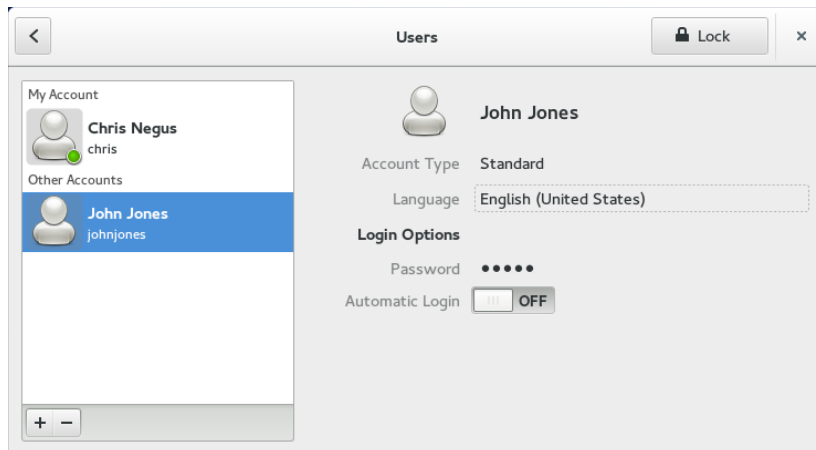 Users
Lock
My Account
Chris Negus
chris
Other Accounts
John Jones
johnjones
+ −
John Jones
Account Type Standard
Language English (United States)
Login Options
Password •••••
Automatic Login OFF